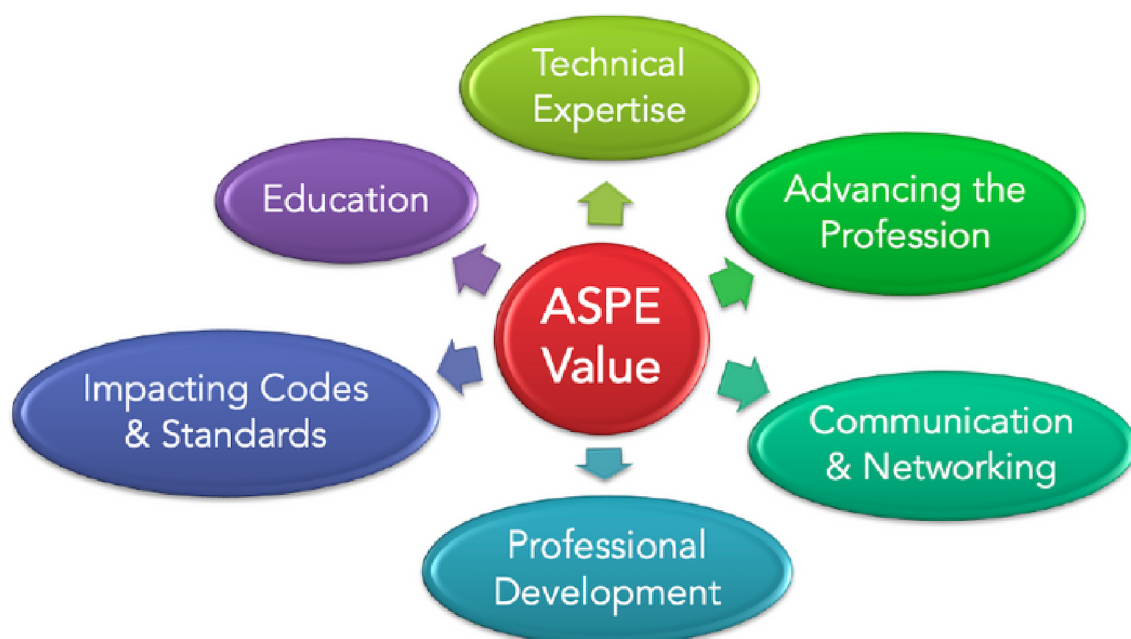 Technical
Expertise
Advancing the
Profession
Communication
& Networking
Professional
Development
Impacting Codes
& Standards
Education
ASPE
Value